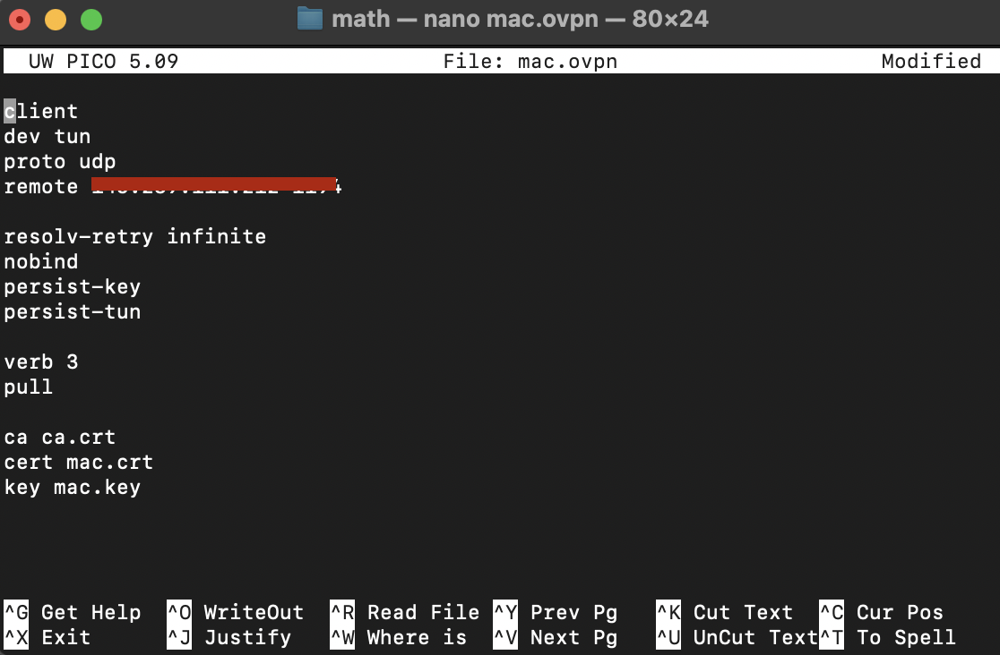 math — nano mac.ovpn — 80×24
UW PICO 5.09 File: mac.ovpn Modified
client
dev tun
proto udp
remote
resolv-retry infinite
nobind
persist-key
persist-tun
verb 3
pull
ca ca.crt
cert mac.crt
key mac.key
^G Get Help ^O WriteOut ^R Read File ^Y Prev Pg ^K Cut Text ^C Cur Pos
^X Exit ^J Justify ^W Where is ^V Next Pg ^U UnCut Text ^T To Spell